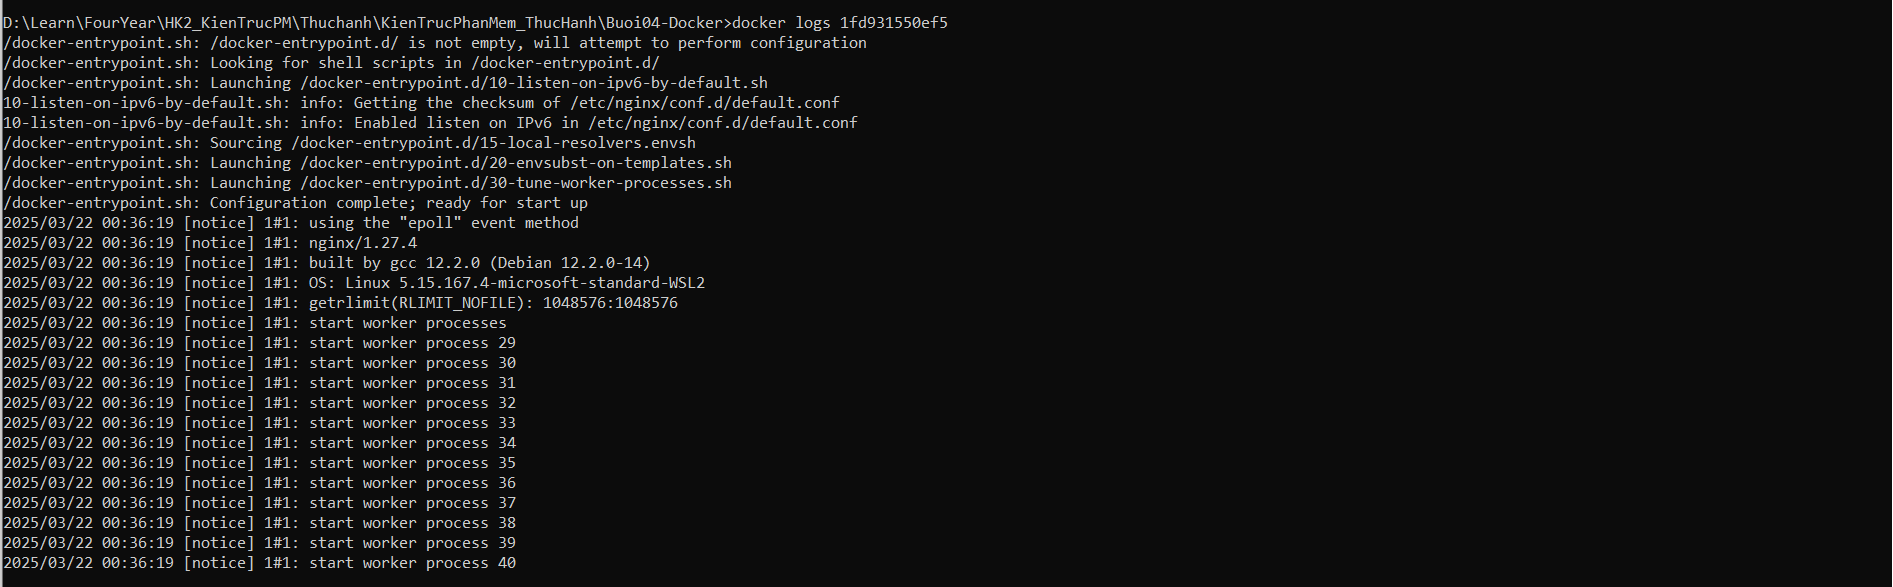 D:\Learn\FourYear\HK2_KienTrucPM\Thuchanh\KienTrucPhanMem_ThucHanh\Buoi04-Docker>docker logs 1fd931550ef5
/docker-entrypoint.sh: /docker-entrypoint.d/ is not empty, will attempt to perform configuration
/docker-entrypoint.sh: Looking for shell scripts in /docker-entrypoint.d/
/docker-entrypoint.sh: Launching /docker-entrypoint.d/10-listen-on-ipv6-by-default.sh
10-listen-on-ipv6-by-default.sh: info: Getting the checksum of /etc/nginx/conf.d/default.conf
10-listen-on-ipv6-by-default.sh: info: Enabled listen on IPv6 in /etc/nginx/conf.d/default.conf
/docker-entrypoint.sh: Sourcing /docker-entrypoint.d/15-local-resolvers.envsh
/docker-entrypoint.sh: Launching /docker-entrypoint.d/20-envsubst-on-templates.sh
/docker-entrypoint.sh: Launching /docker-entrypoint.d/30-tune-worker-processes.sh
/docker-entrypoint.sh: Configuration complete; ready for start up
2025/03/22 00:36:19 [notice] 1#1: using the "epoll" event method
2025/03/22 00:36:19 [notice] 1#1: nginx/1.27.4
2025/03/22 00:36:19 [notice] 1#1: built by gcc 12.2.0 (Debian 12.2.0-14)
2025/03/22 00:36:19 [notice] 1#1: OS: Linux 5.15.167.4-microsoft-standard-WSL2
2025/03/22 00:36:19 [notice] 1#1: getrlimit(RLIMIT_NOFILE): 1048576:1048576
2025/03/22 00:36:19 [notice] 1#1: start worker processes
2025/03/22 00:36:19 [notice] 1#1: start worker process 29
2025/03/22 00:36:19 [notice] 1#1: start worker process 30
2025/03/22 00:36:19 [notice] 1#1: start worker process 31
2025/03/22 00:36:19 [notice] 1#1: start worker process 32
2025/03/22 00:36:19 [notice] 1#1: start worker process 33
2025/03/22 00:36:19 [notice] 1#1: start worker process 34
2025/03/22 00:36:19 [notice] 1#1: start worker process 35
2025/03/22 00:36:19 [notice] 1#1: start worker process 36
2025/03/22 00:36:19 [notice] 1#1: start worker process 37
2025/03/22 00:36:19 [notice] 1#1: start worker process 38
2025/03/22 00:36:19 [notice] 1#1: start worker process 39
2025/03/22 00:36:19 [notice] 1#1: start worker process 40